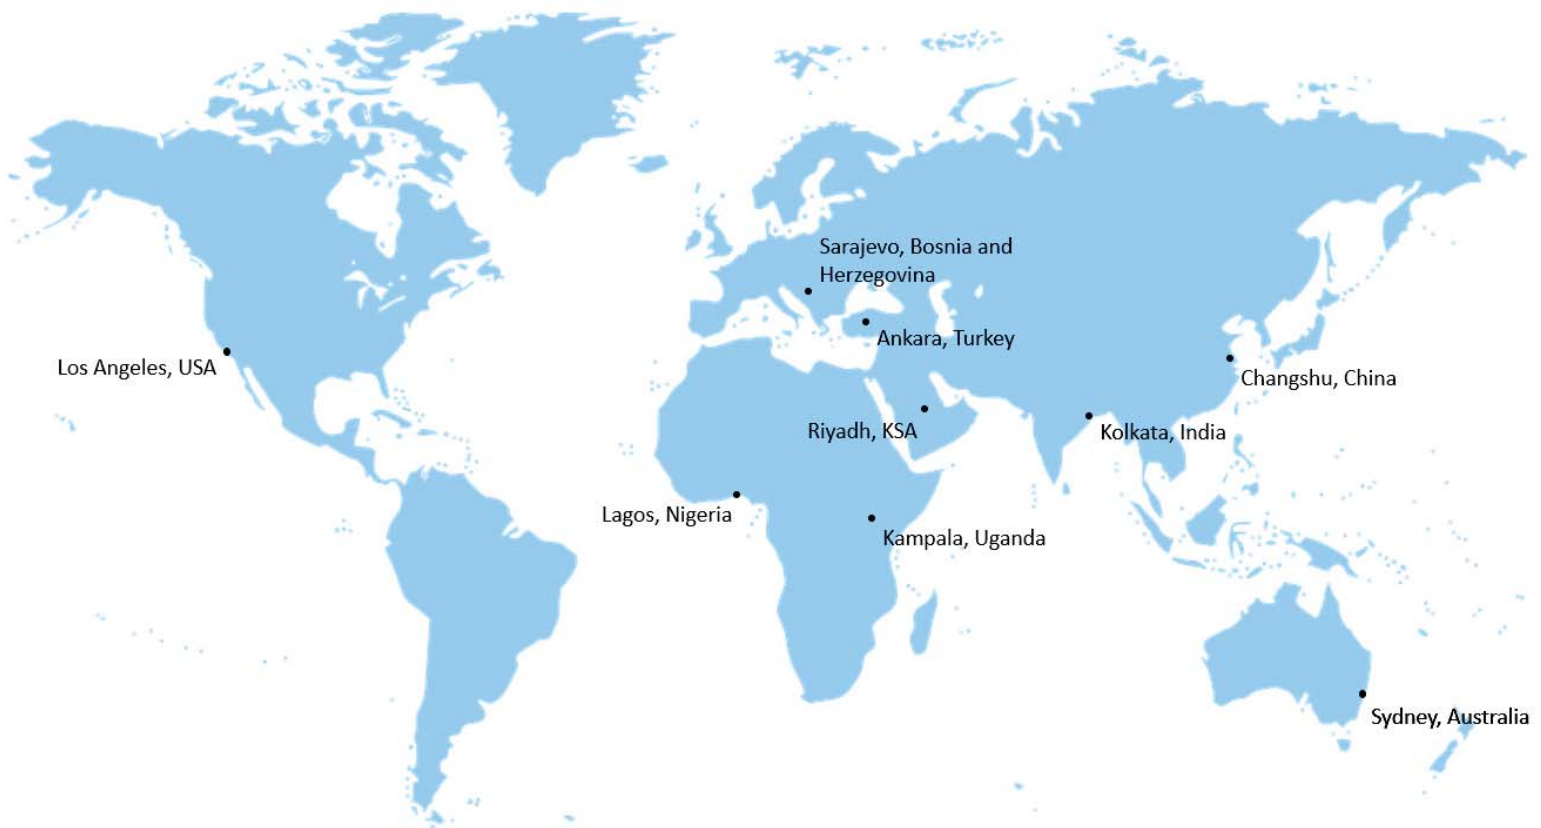 Sarajevo, Bosnia and
Herzegovina
Ankara, Turkey
Los Angeles, USA
Changshu, China
Riyadh, KSA
Kolkata, India
Lagos, Nigeria
Kampala, Uganda
Sydney, Australia